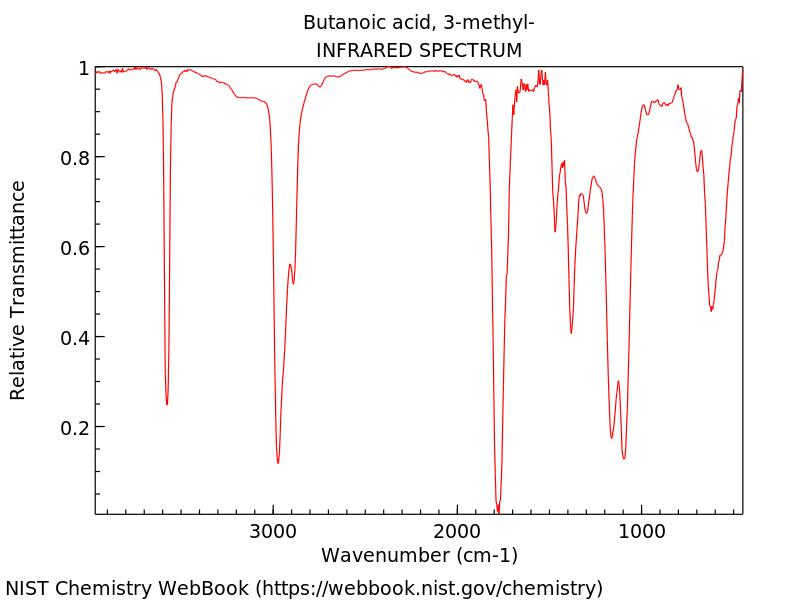 Butanoic acid, 3-methyl-
INFRARED SPECTRUM
1
0.8
0.6
0.4
0.2
Relative Transmittance
3000 2000 1000
Wavenumber (cm-1)
NIST Chemistry WebBook (https://webbook.nist.gov/chemistry)